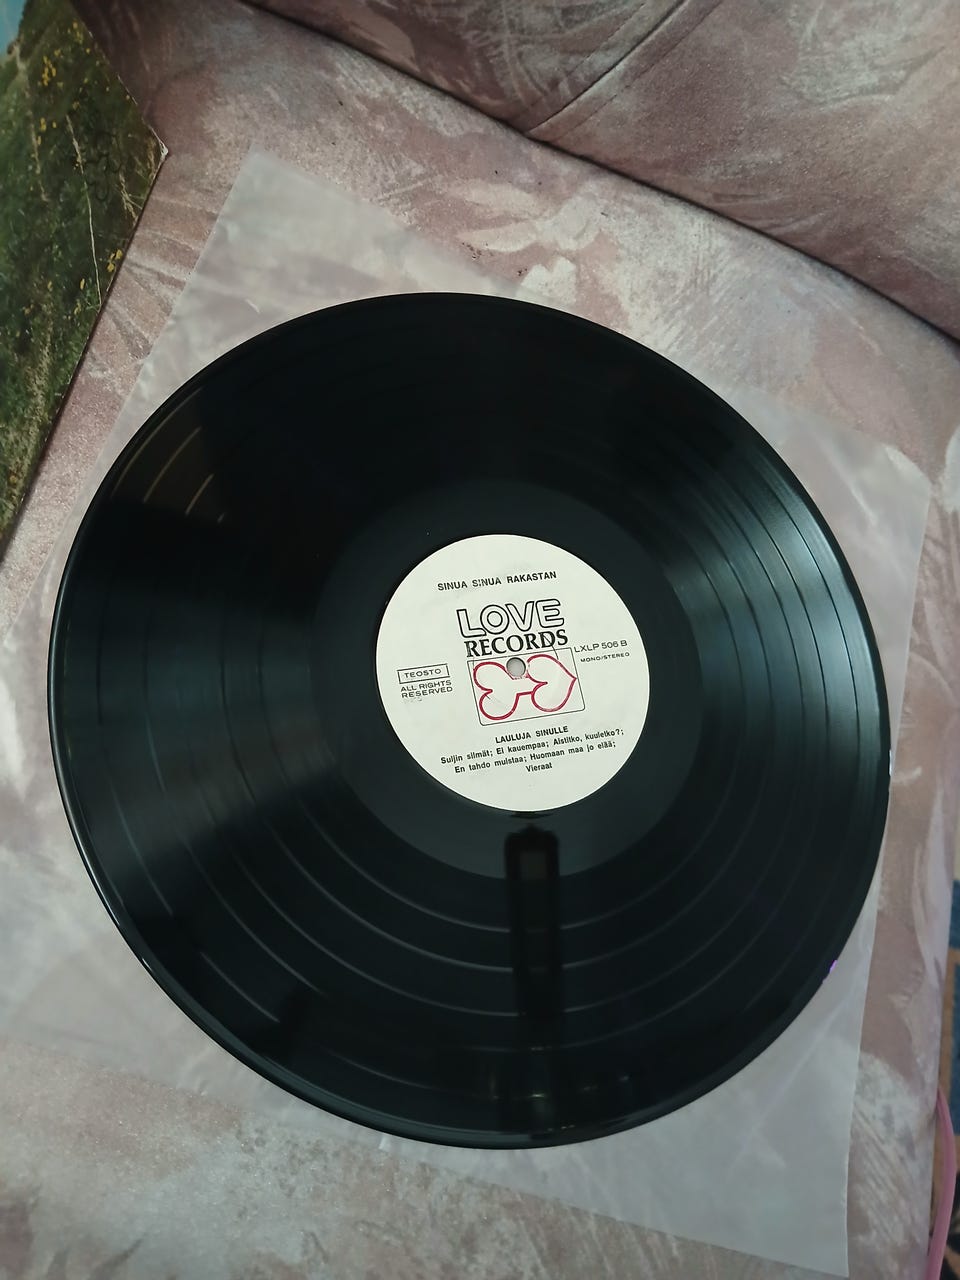 SINUA SINUA RAKASTAN
LOVE
RECORDS
LXLP 506 B
MONO/STEREO
TEOSTO
ALL RIGHTS
RESERVED
LAULUJA SINULLE
Suljin silmät; Ei kauempaa; Aistitko, kuuletko?;
En tahdo muistaa; Huomaan maa jo elää;
Vieraat